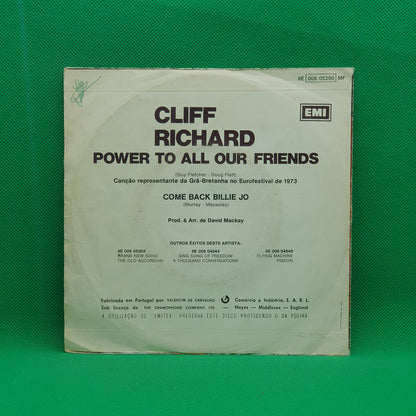 8E 006 05290 MF
EMI
CLIFF
RICHARD
POWER TO ALL OUR FRIENDS
(Guy Fletcher - Doug Flett)
Canção representante da Grã-Bretanha no Eurofestival de 1973
COME BACK BILLIE JO
(Murray - Macaulay)
Prod. & Arr. de David Mackay
OUTROS ÊXITOS DESTE ARTISTA:
8E 006 05204 8E 006 04944 8E 006 04848
BRAND NEW SONG SING SONG OF FREEDOM FLYING MACHINE
THE OLD ACCORDIAN A THOUSAND CONVERSATIONS PIGEON
Fabricado em Portugal por VALENTIM DE CARVALHO Comércio e Indústria, S. A. R. L.
Sob licença de THE GRAMOPHONE COMPANY LTD. — Hayes — Middlesex — England
A UTILIZAÇÃO DE "EMITEX" PRESERVA ESTE DISCO PROTEGENDO-O DA POEIRA